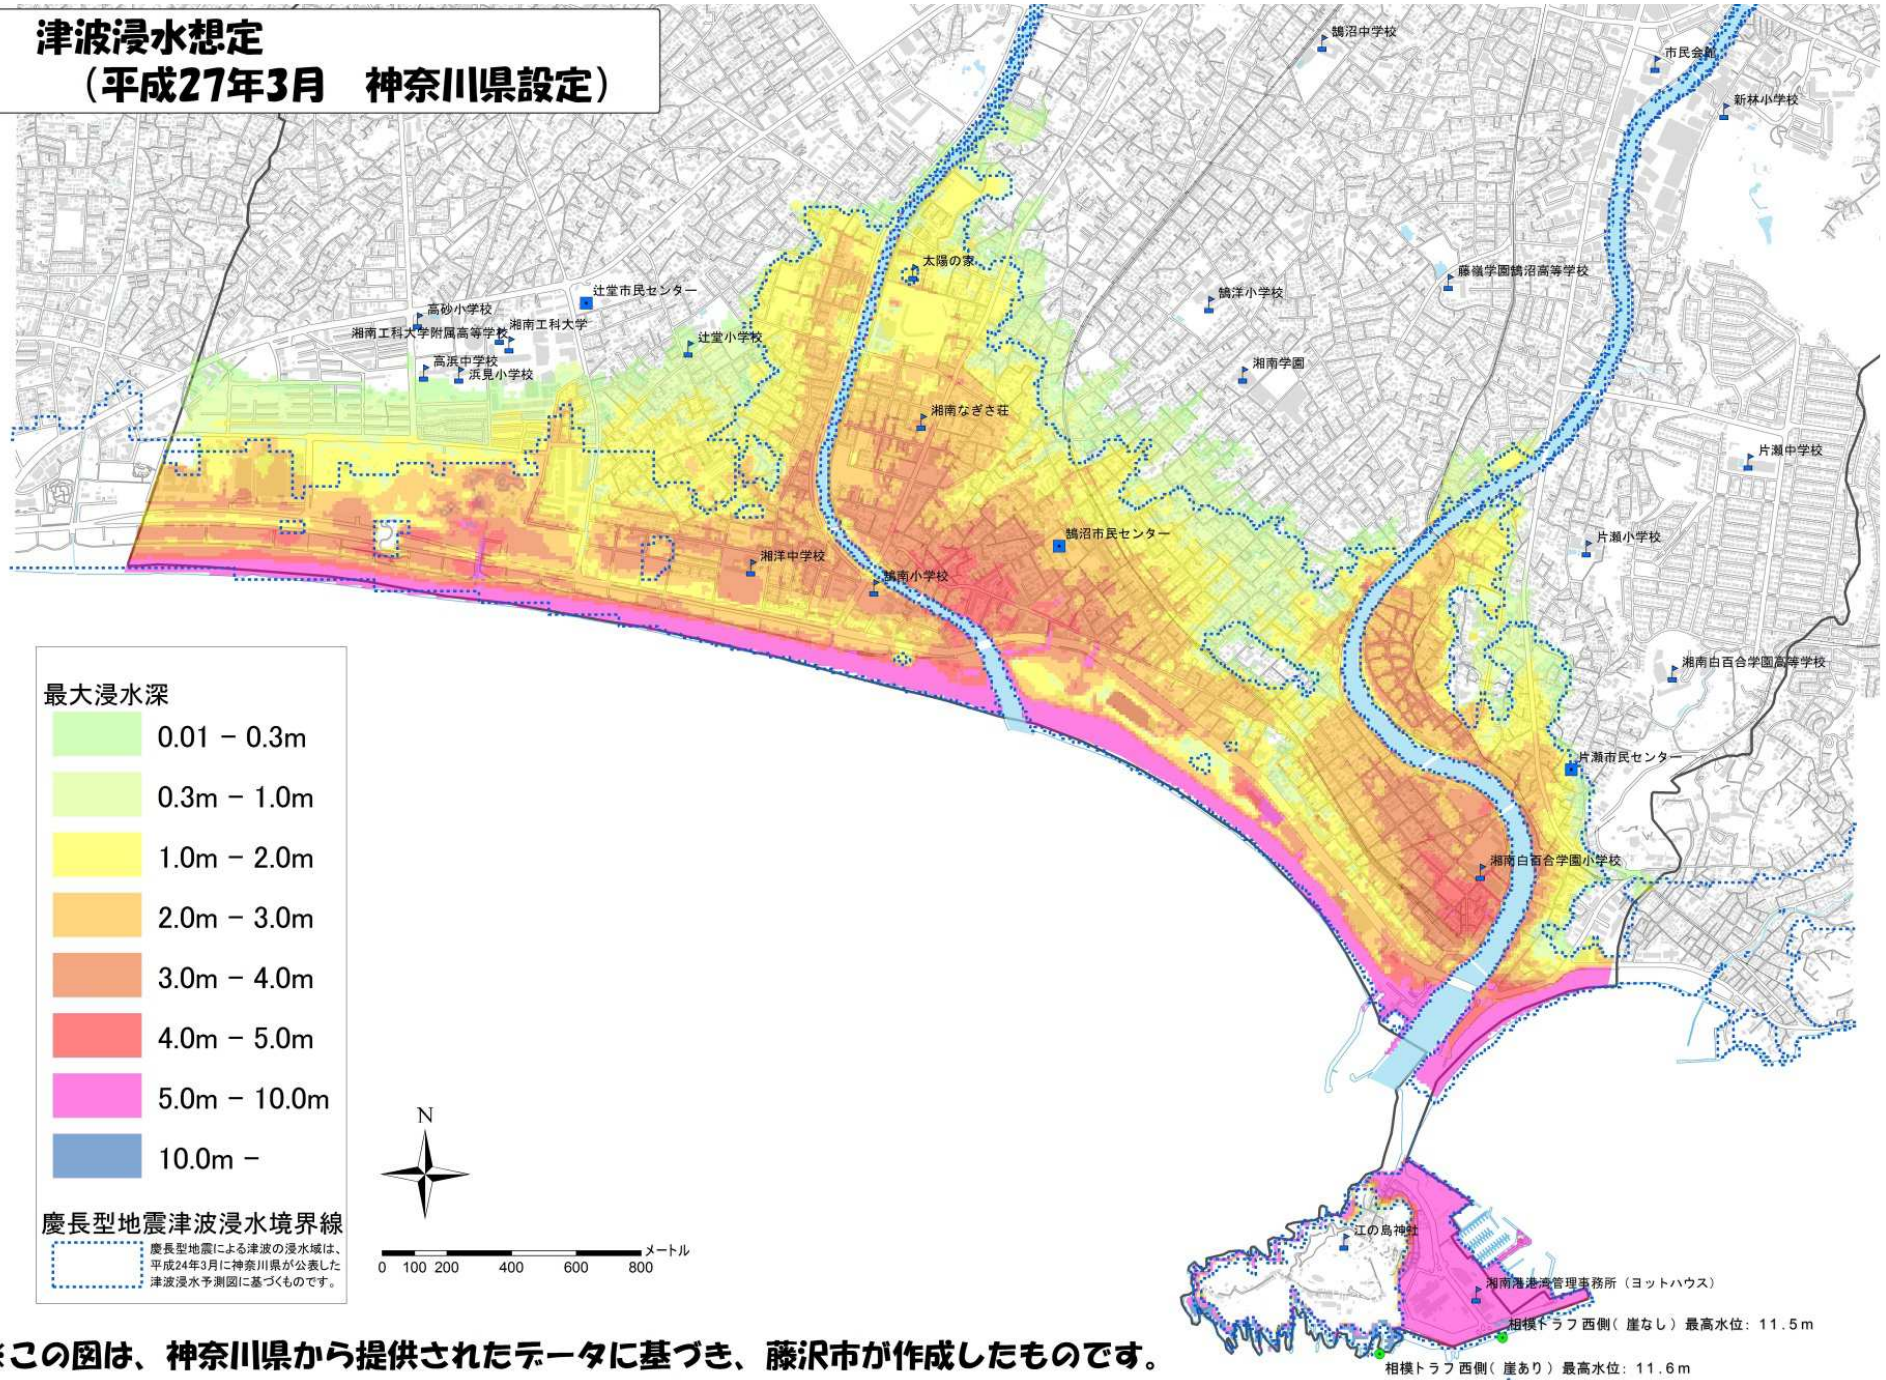 津波浸水想定
（平成27年3月　神奈川県設定）
鵠沼中学校
市民会館
新林小学校
太陽の家
藤嶺学園鵠沼高等学校
辻堂市民センター
鵠洋小学校
高砂小学校
湘南工科大学
湘南工科大学附属高等学校
辻堂小学校
高浜中学校
浜見小学校
湘南学園
湘南なぎさ荘
片瀬中学校
鵠沼市民センター
片瀬小学校
湘洋中学校
鵠南小学校
湘南白百合学園高等学校
片瀬市民センター
湘南白百合学園小学校
最大浸水深
0.01 − 0.3m
0.3m − 1.0m
1.0m − 2.0m
2.0m − 3.0m
3.0m − 4.0m
4.0m − 5.0m
5.0m − 10.0m
10.0m −
慶長型地震津波浸水境界線
慶長型地震による津波の浸水域は、
平成24年3月に神奈川県が公表した
津波浸水予測図に基づくものです。
N
メートル
0 100 200 400 600 800
江の島神社
湘南港港湾管理事務所（ヨットハウス）
相模トラフ西側（崖なし）最高水位：11.5m
相模トラフ西側（崖あり）最高水位：11.6m
※この図は、神奈川県から提供されたデータに基づき、藤沢市が作成したものです。